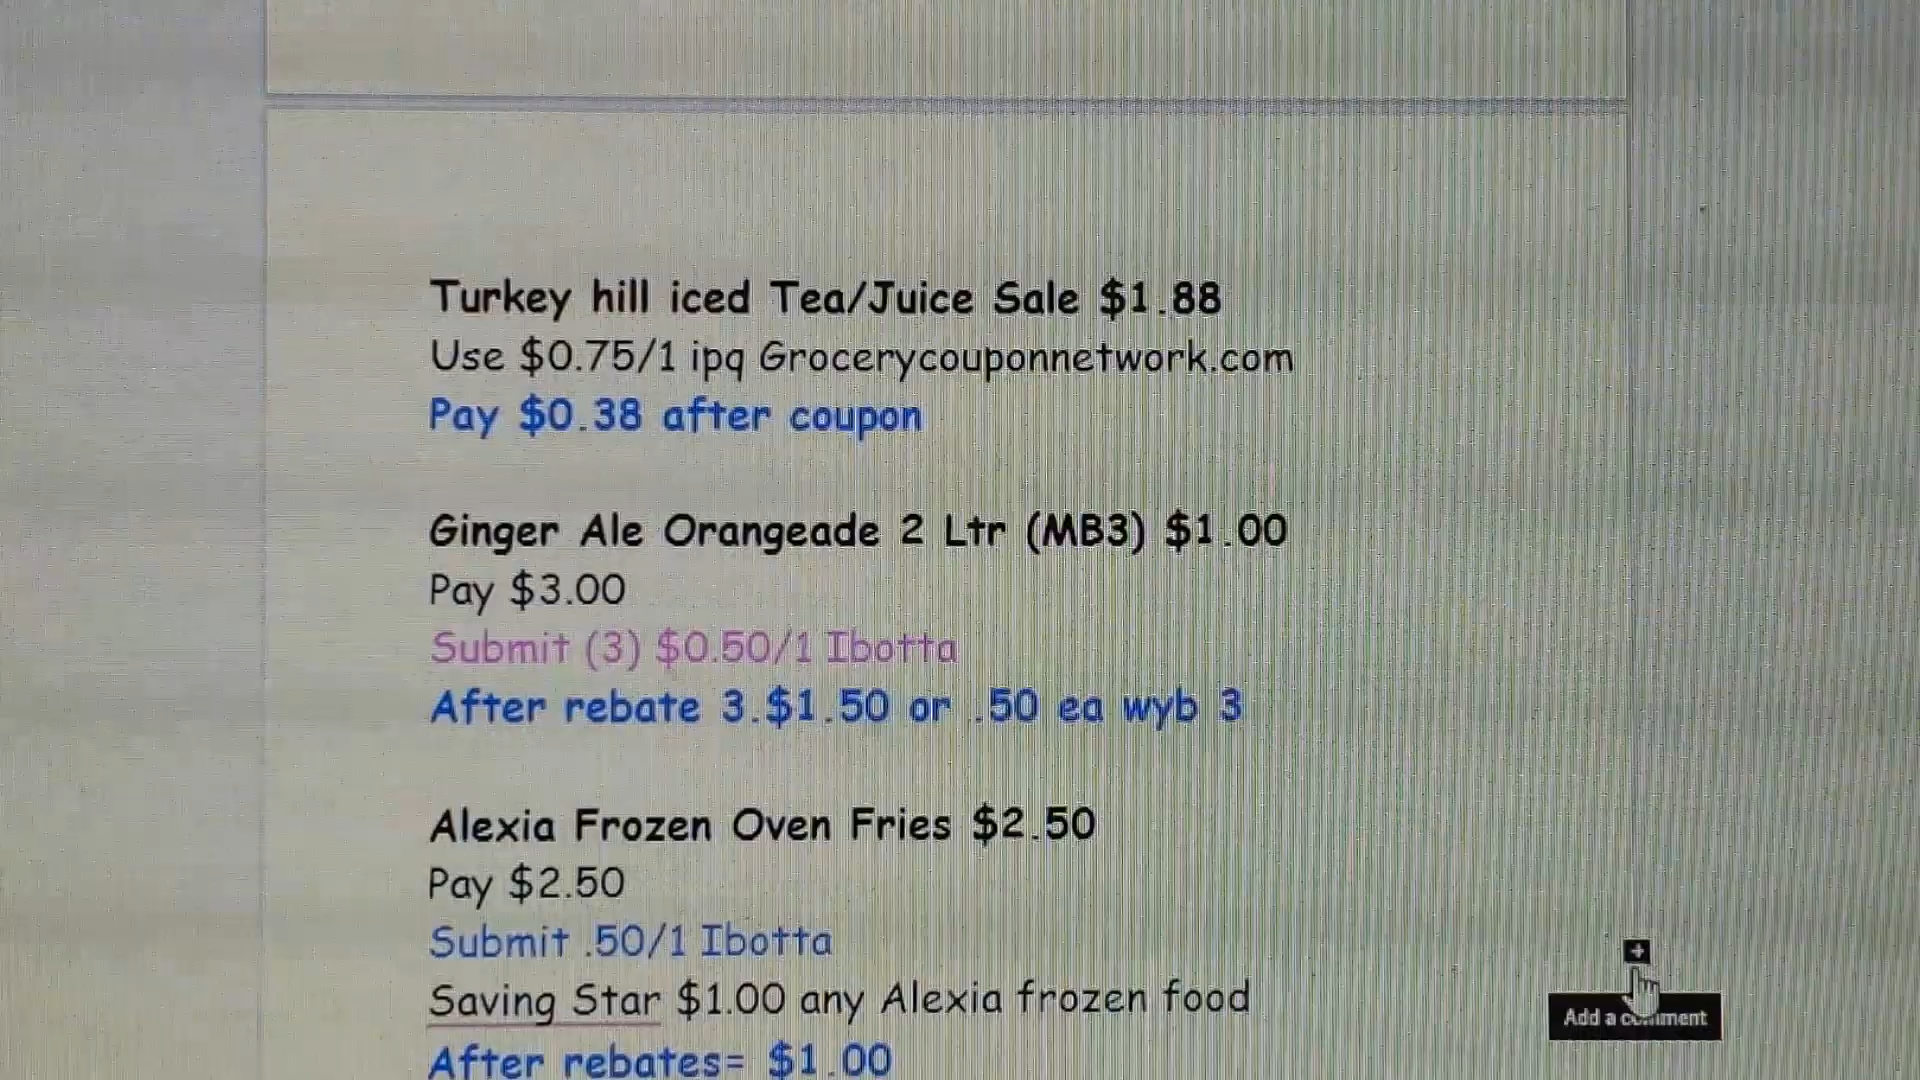 Turkey hill iced Tea/Juice Sale $1.88
Use $0.75/1 ipq Grocerycouponnetwork.com
Pay $0.38 after coupon
Ginger Ale Orangeade 2 Ltr (MB3) $1.00
Pay $3.00
Submit (3) $0.50/1 Ibotta
After rebate 3.$1.50 or .50 ea wyb 3
Alexia Frozen Oven Fries $2.50
Pay $2.50
Submit .50/1 Ibotta
Saving Star $1.00 any Alexia frozen food
After rebates= $1.00
Add a comment